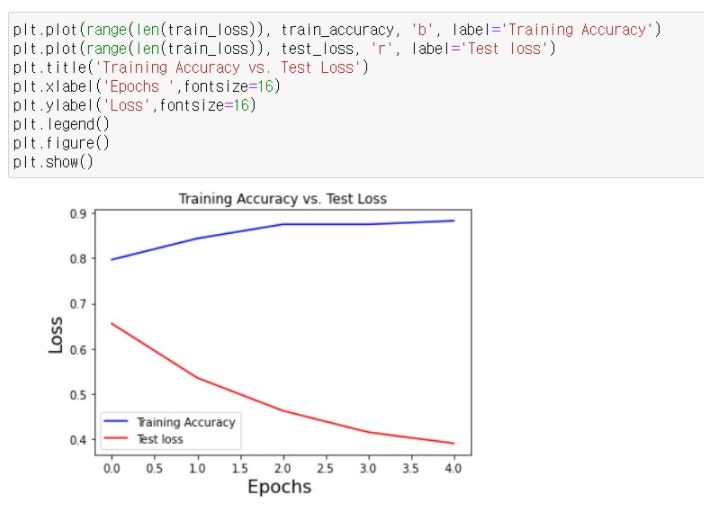 plt.plot(range(len(train_loss)), train_accuracy, 'b', label='Training Accuracy')
plt.plot(range(len(train_loss)), test_loss, 'r', label='Test loss')
plt.title('Training Accuracy vs. Test Loss')
plt.xlabel('Epochs ',fontsize=16)
plt.ylabel('Loss',fontsize=16)
plt.legend()
plt.figure()
plt.show()
Training Accuracy vs. Test Loss
0.9
0.8
0.7
0.6
0.5
0.4
Loss
Training Accuracy
Test loss
0.0 0.5 1.0 1.5 2.0 2.5 3.0 3.5 4.0
Epochs